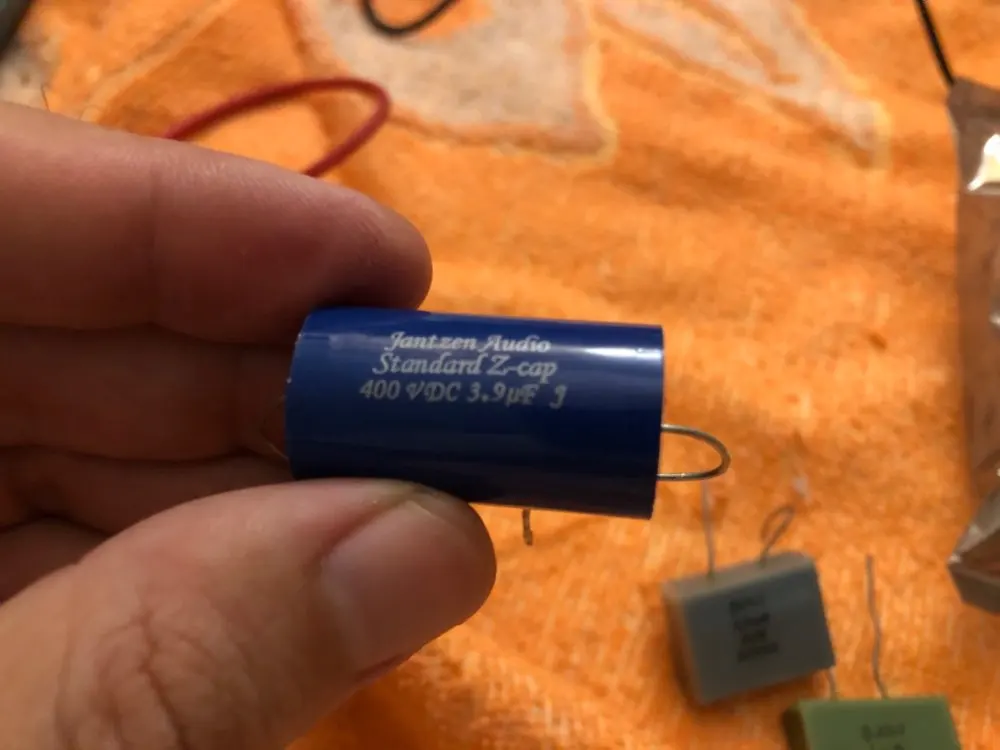 Jantzen Audio
Standard Z-cap
400 VDC 3.9µF J